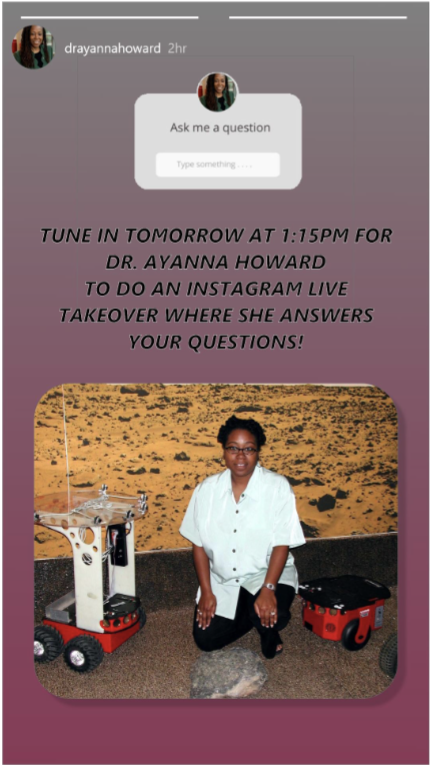 drayannahoward 2hr
Ask me a question
Type something . . . .
TUNE IN TOMORROW AT 1:15PM FOR
DR. AYANNA HOWARD
TO DO AN INSTAGRAM LIVE
TAKEOVER WHERE SHE ANSWERS
YOUR QUESTIONS!